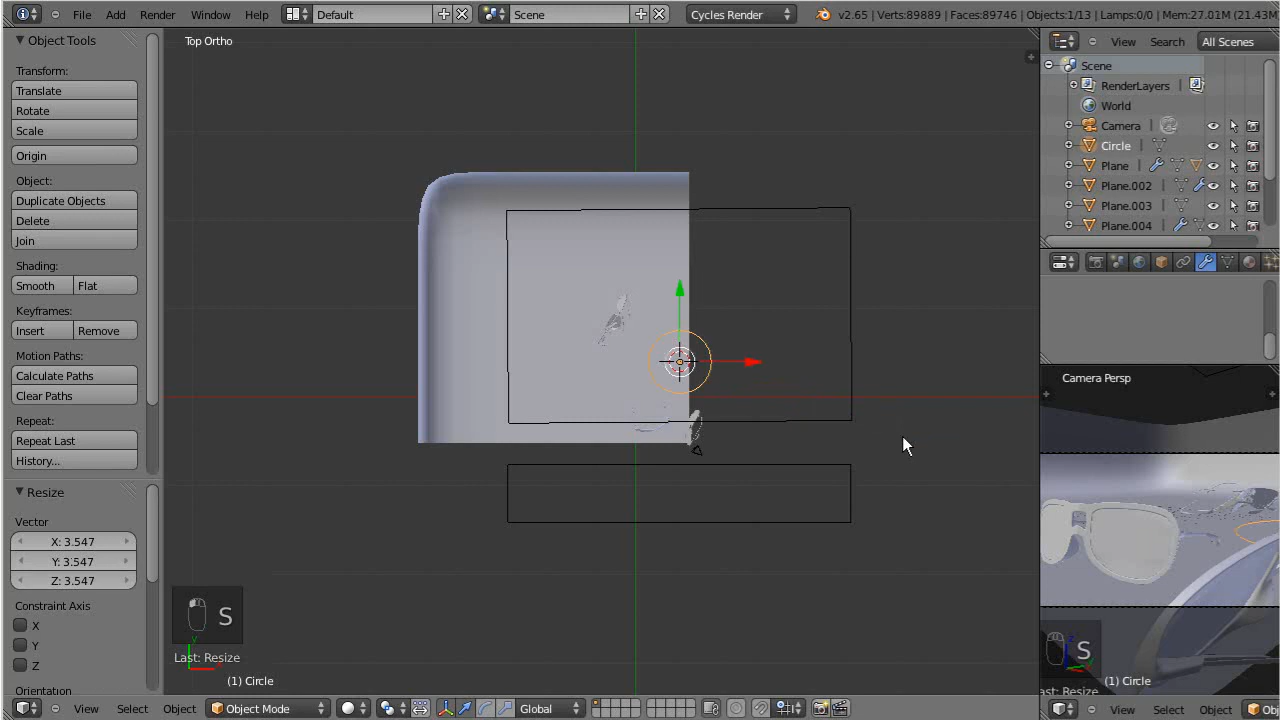 File Add Render Window Help Default Scene Cycles Render v2.65 | Verts:89889 | Faces:89746 | Objects:1/13 | Lamps:0/0 | Mem:27.01M (21.43M
Object Tools
Transform:
Translate
Rotate
Scale
Origin
Object:
Duplicate Objects
Delete
Join
Shading:
Smooth Flat
Keyframes:
Insert Remove
Motion Paths:
Calculate Paths
Clear Paths
Repeat:
Repeat Last
History...
Resize
Vector
X: 3.547
Y: 3.547
Z: 3.547
Constraint Axis
X
Y
Z
Orientation
Top Ortho
S
Y
Last: Resize
(1) Circle
View Select Object Object Mode Global
View Search All Scenes
Scene
RenderLayers
World
Camera
Circle
Plane
Plane.002
Plane.003
Plane.004
Camera Persp
S
ast: Resize
(1) Circle
View Select Object Ob